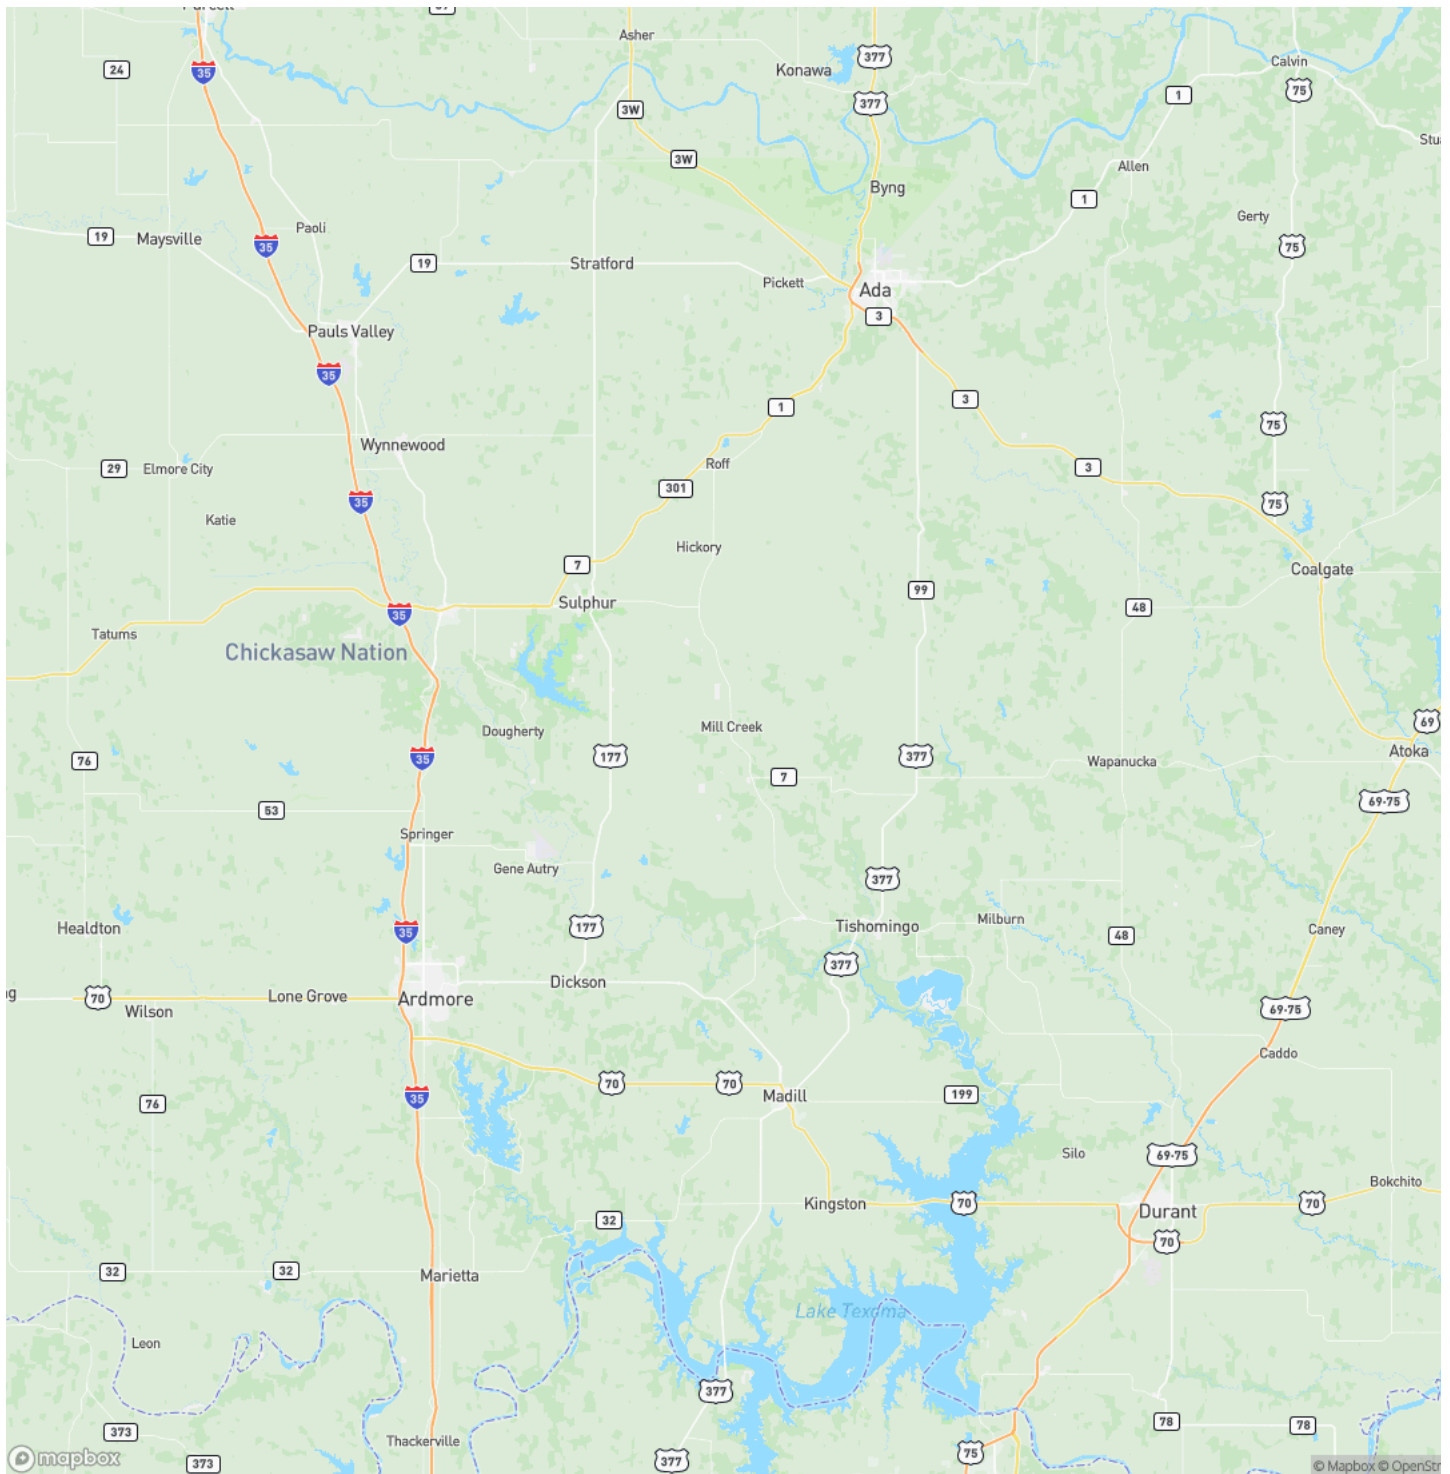 Purcell
37
Asher
377
Konawa
Calvin
24
35
75
377
1
3W
Stu
3W
Allen
Byng
1
Gerty
Paoli
19
Maysville
35
75
19
Stratford
Pickett
Ada
3
Pauls Valley
35
3
1
75
Wynnewood
Roff
29
Elmore City
3
301
35
75
Katie
Hickory
7
Coalgate
99
Sulphur
48
35
Tatums
Chickasaw Nation
69
Mill Creek
Dougherty
Atoka
35
177
377
76
Wapanucka
7
69-75
53
Springer
Gene Autry
377
Milburn
Healdton
177
Tishomingo
Caney
35
48
377
Dickson
og
70
Lone Grove
Ardmore
Wilson
69-75
Caddo
70
70
Madill
199
35
76
Silo
69-75
Bokchito
Kingston
70
70
Durant
32
70
32
32
Marietta
Lake Texoma
Leon
377
78
78
373
Thackerville
75
377
373
mapbox
© Mapbox © OpenStr